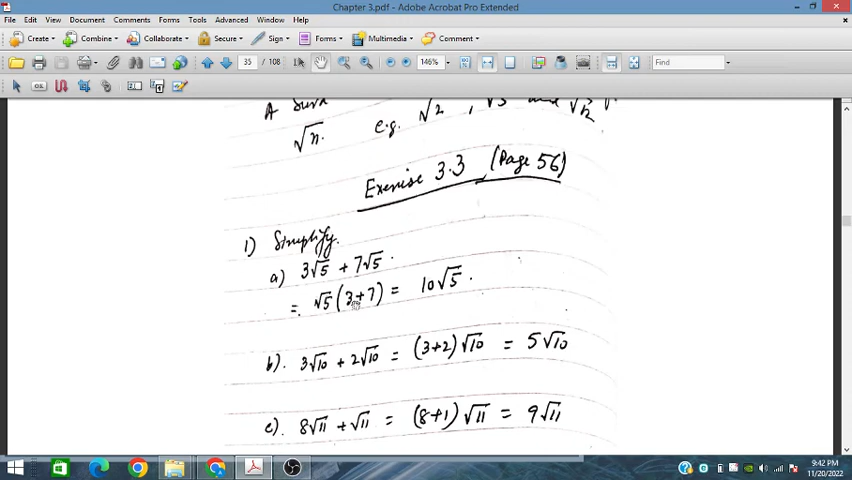 Chapter 3.pdf - Adobe Acrobat Pro Extended
File Edit View Document Comments Forms Tools Advanced Window Help
Create Combine Collaborate Secure Sign Forms Multimedia Comment
35 / 108 146% Find
A Surd
√n. e.g. √2 , √3 and
Exercise 3.3 (Page 56)
1) Simplify.
a) 3√5 + 7√5.
= √5 (3+7) = 10√5.
b). 3√10 + 2√10 = (3+2)√10 = 5√10
c). 8√11 + √11 = (8+1)√11 = 9√11
9:42 PM
11/20/2022